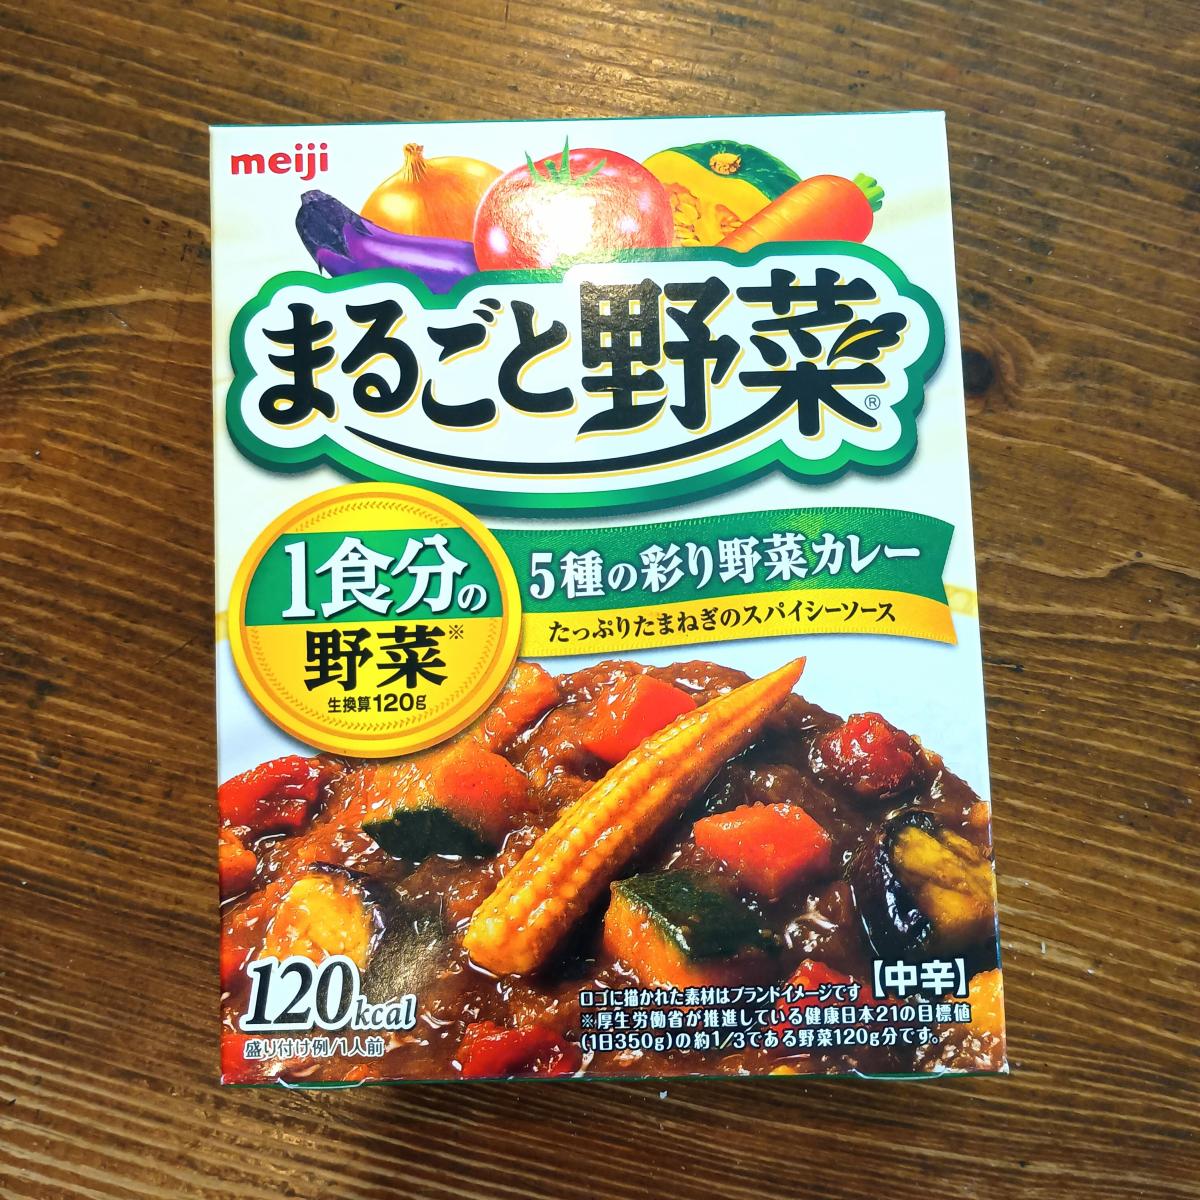 meiji
まるごと野菜®
1食分の
野菜※
生換算120g
5種の彩り野菜カレー
たっぷりたまねぎのスパイシーソース
120kcal
盛り付け例/1人前
【中辛】
ロゴに描かれた素材はブランドイメージです
※厚生労働省が推進している健康日本21の目標値
(1日350g)の約1/3である野菜120g分です。